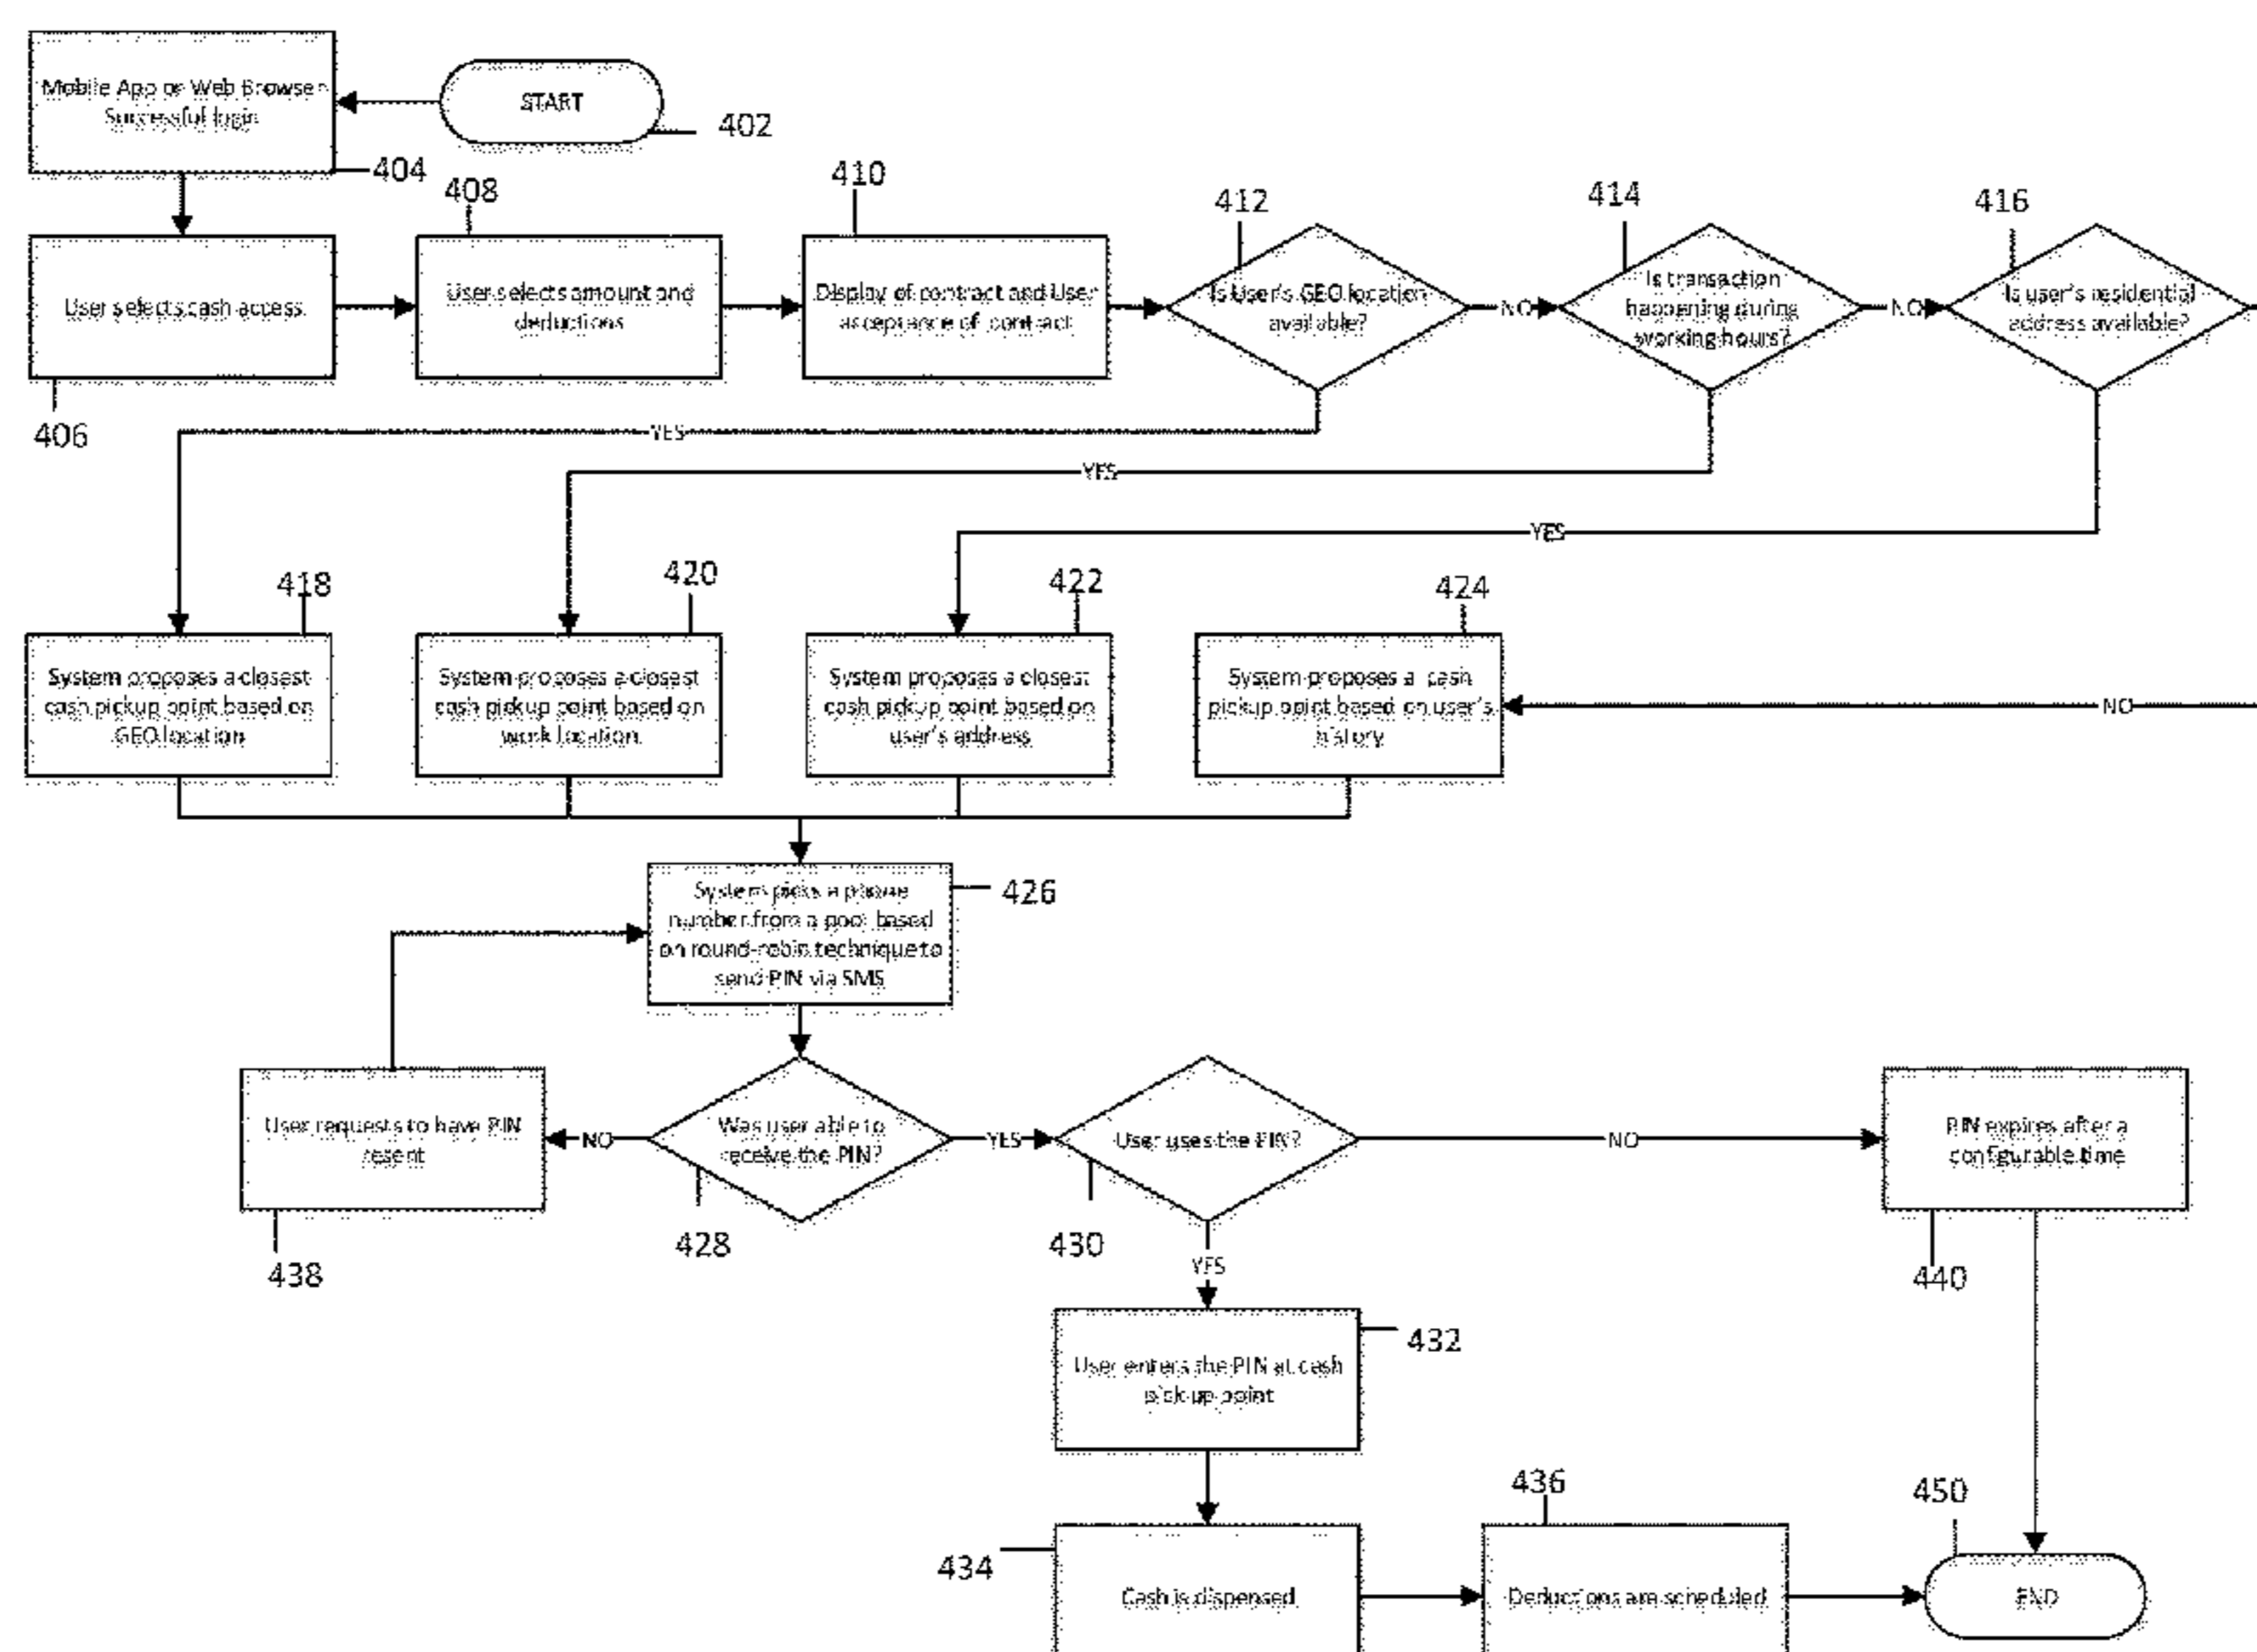 Mobile App or Web Browser
Successful login
START
402
404
408
410
412
414
416
User selects cash access
User selects amount and
deductions
Display of contract and User
acceptance of contract
Is User's GEO location
available?
NO
Is transaction
happening during
working hours?
NO
Is user's residential
address available?
406
YES
YES
YES
418
420
422
424
System proposes a closest
cash pickup point based on
GEO location
System proposes a closest
cash pickup point based on
work location
System proposes a closest
cash pickup point based on
user's address
System proposes a cash
pickup point based on user's
history
NO
System picks a phone
number from a pool based
on round-robin technique to
send PIN via SMS
426
User requests to have PIN
resent
NO
Was user able to
receive the PIN?
YES
User uses the PIN?
NO
PIN expires after a
configurable time
438
428
430
440
YES
User enters the PIN at cash
pick up point
432
434
436
450
Cash is dispensed
Deductions are scheduled
END